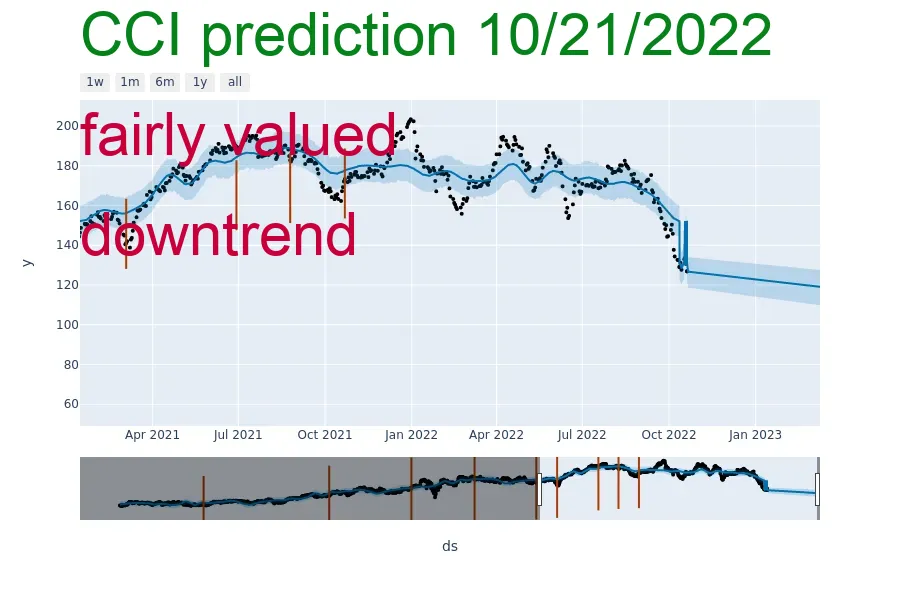 CCI prediction 10/21/2022
1w 1m 6m 1y all
fairly valued
downtrend
200
180
160
140
120
100
80
60
y
Apr 2021 Jul 2021 Oct 2021 Jan 2022 Apr 2022 Jul 2022 Oct 2022 Jan 2023
ds